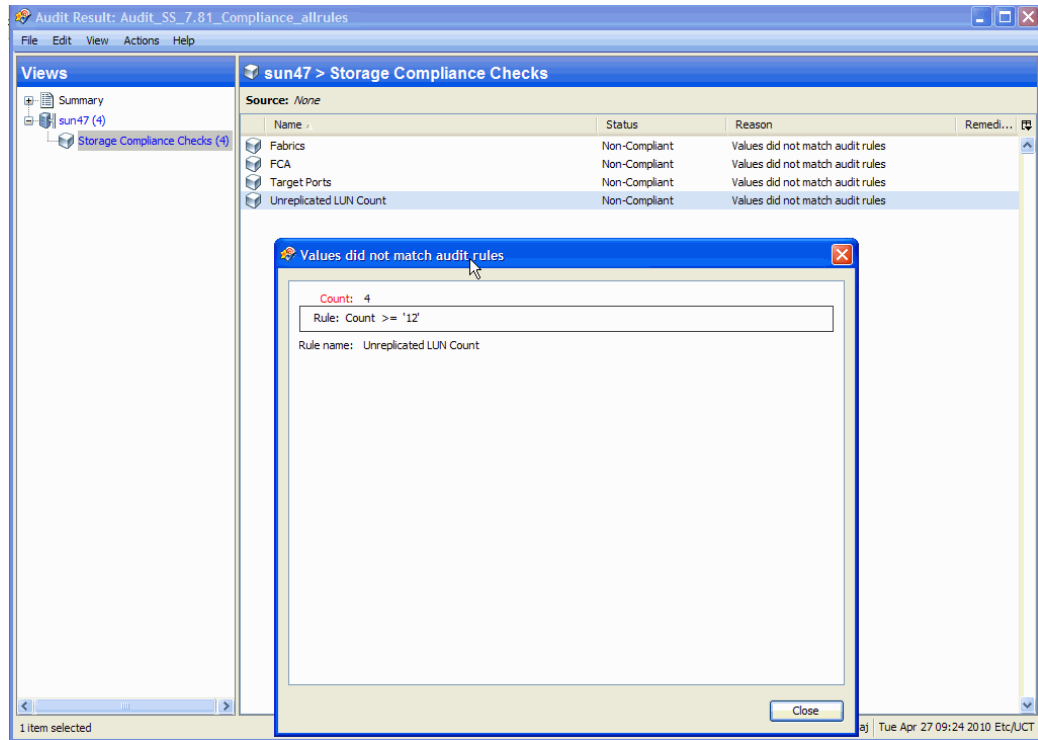 Audit Result: Audit_SS_7.81_Compliance_allrules
File Edit View Actions Help
Views
Summary
sun47 (4)
Storage Compliance Checks (4)
sun47 > Storage Compliance Checks
Source: None
Name Status Reason Remedi...
Fabrics Non-Compliant Values did not match audit rules
FCA Non-Compliant Values did not match audit rules
Target Ports Non-Compliant Values did not match audit rules
Unreplicated LUN Count Non-Compliant Values did not match audit rules
Values did not match audit rules
Count: 4
Rule: Count >= '12'
Rule name: Unreplicated LUN Count
Close
1 item selected
aj Tue Apr 27 09:24 2010 Etc/UCT